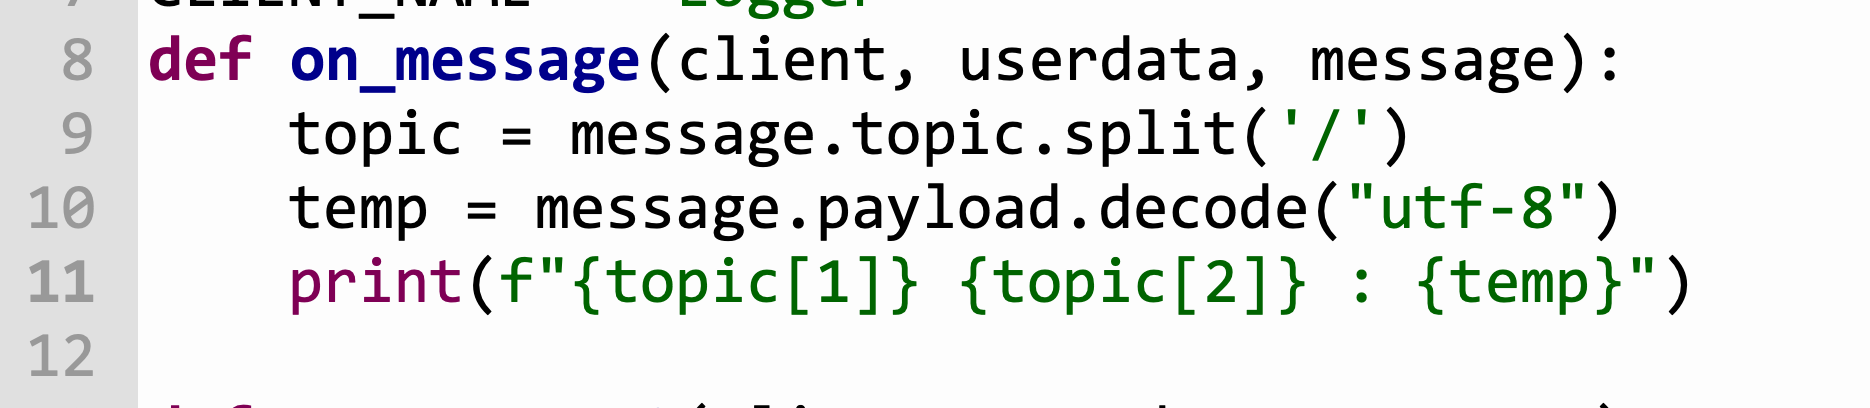 8 def on_message(client, userdata, message):
9     topic = message.topic.split('/')
10     temp = message.payload.decode("utf-8")
11     print(f"{topic[1]} {topic[2]} : {temp}")
12